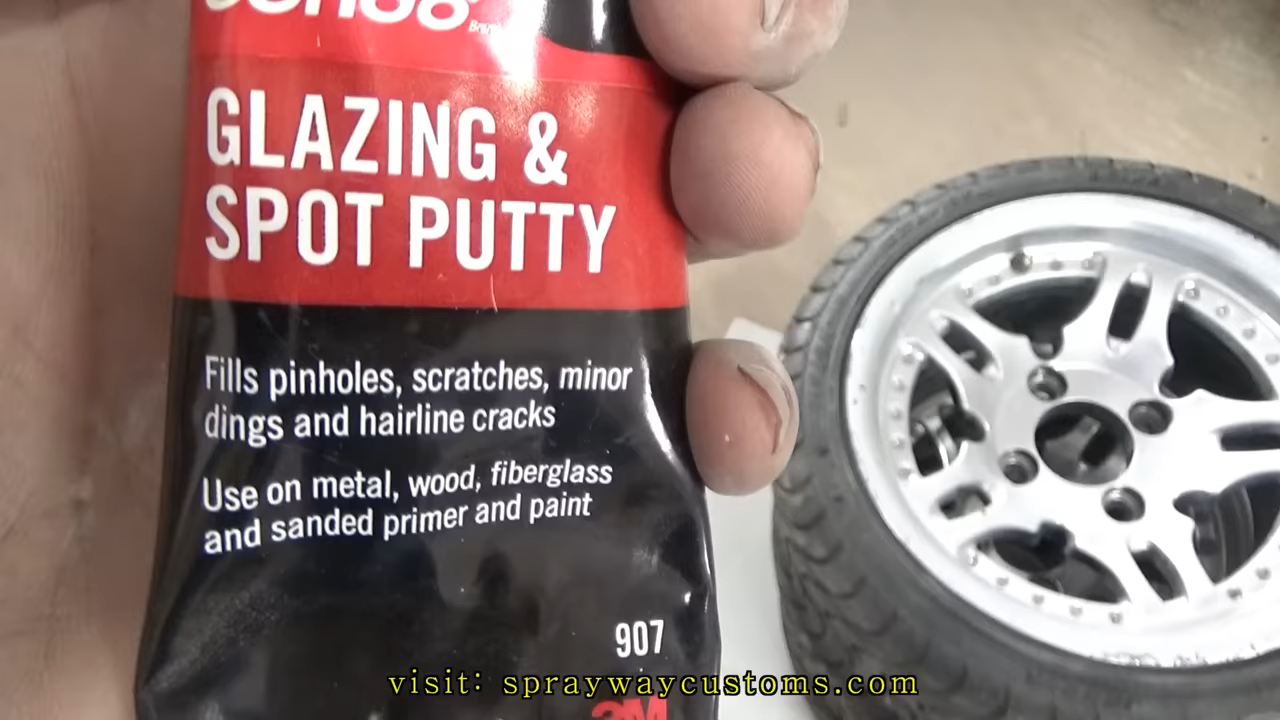 GLAZING &
SPOT PUTTY
Fills pinholes, scratches, minor
dings and hairline cracks
Use on metal, wood, fiberglass
and sanded primer and paint
907
3M
visit: spraywaycustoms.com